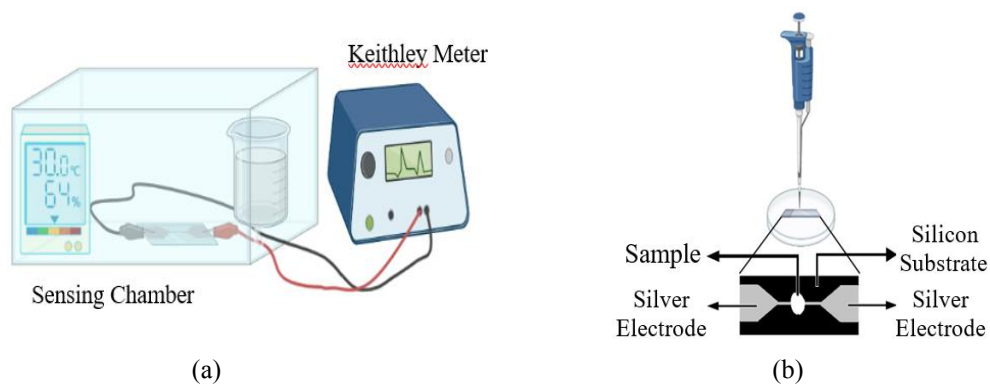 Keithley Meter
30.0°C
64%
Sensing Chamber
(a)
Sample
Silicon
Substrate
Silver
Electrode
Silver
Electrode
(b)